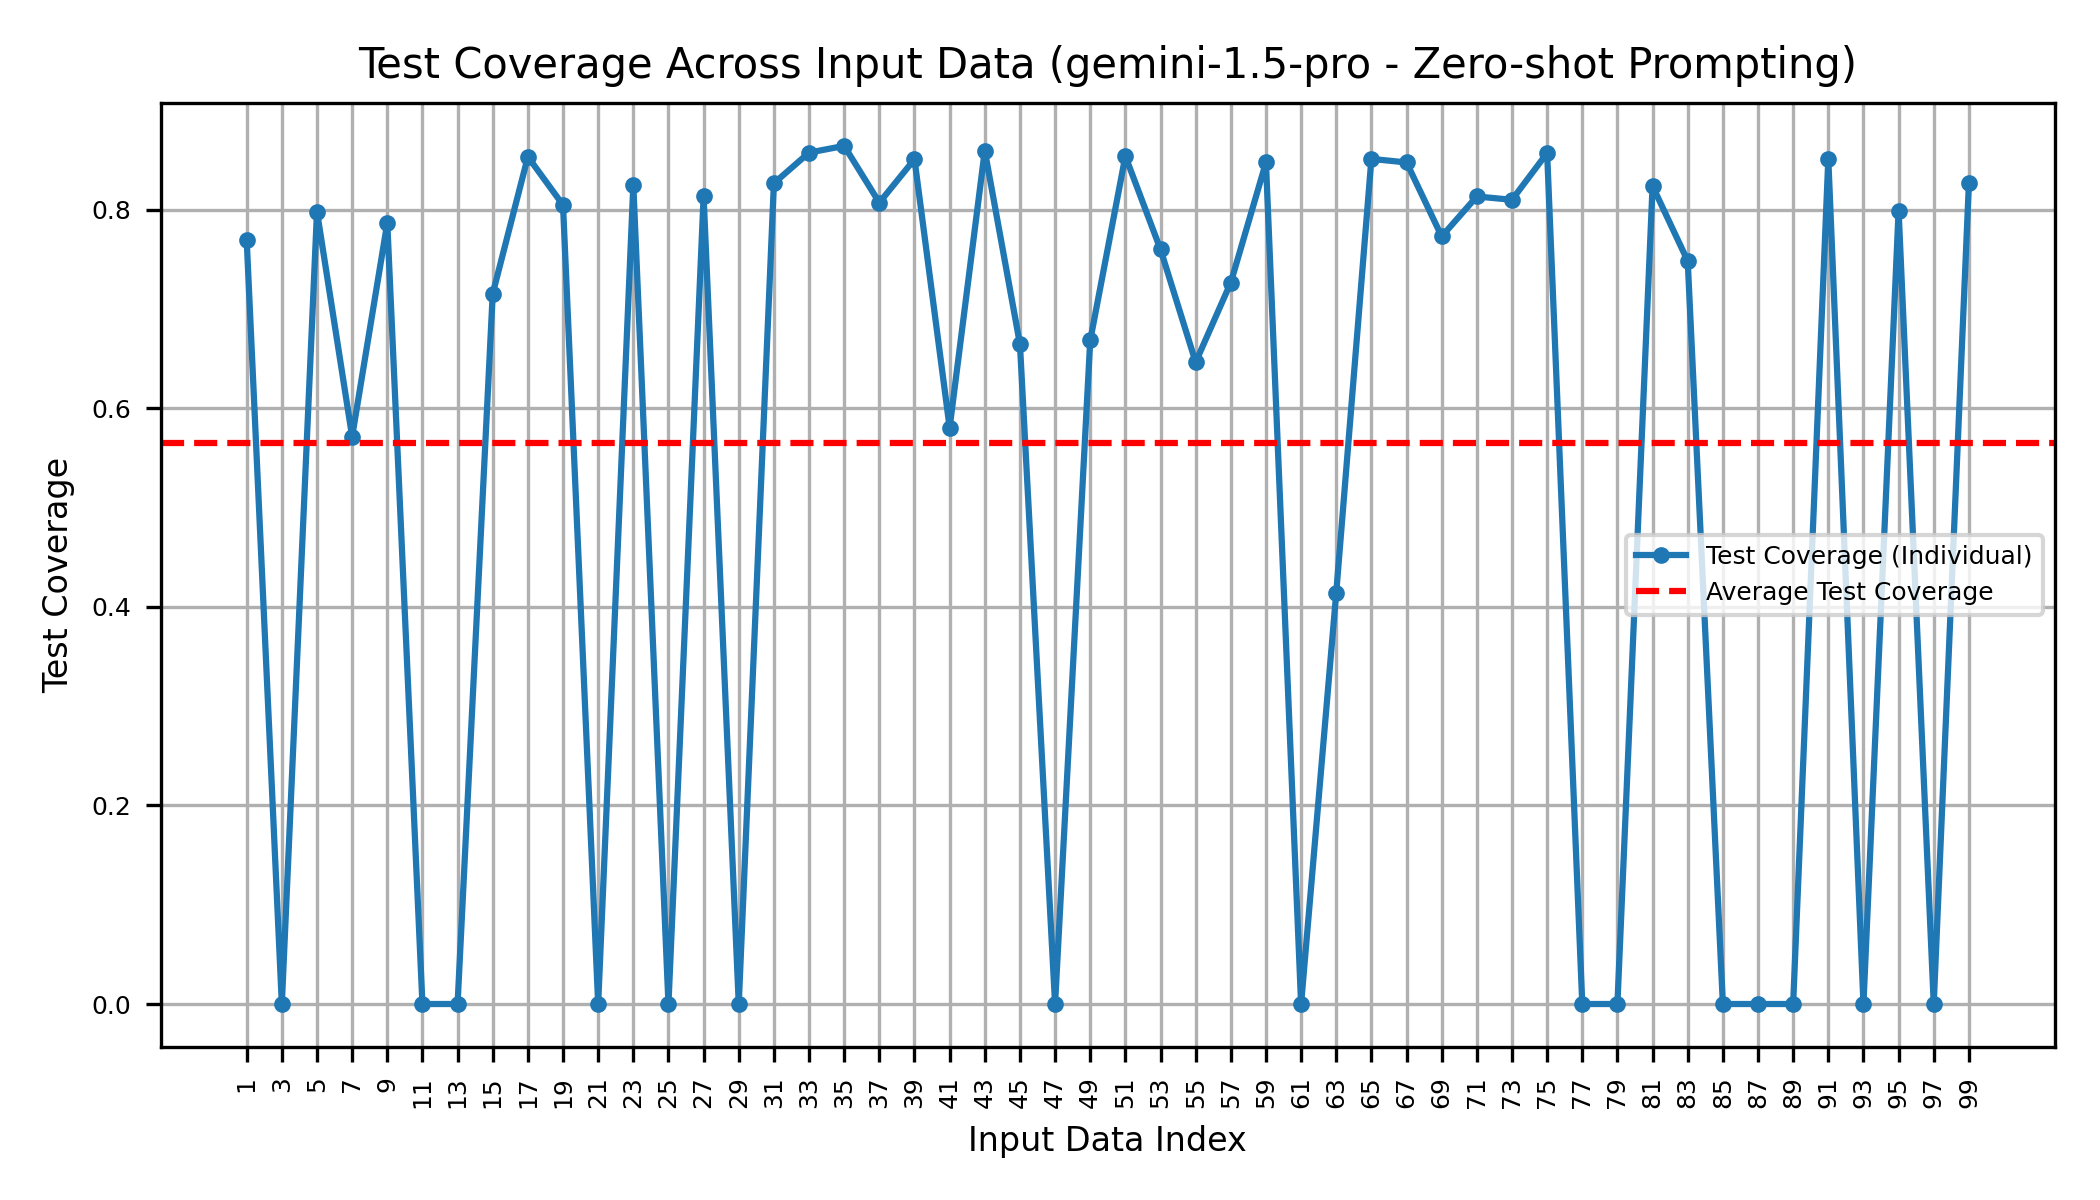 Test Coverage Across Input Data (gemini-1.5-pro - Zero-shot Prompting)
Test Coverage
0.8
0.6
0.4
0.2
0.0
Test Coverage (Individual)
Average Test Coverage
1 3 5 7 9 11 13 15 17 19 21 23 25 27 29 31 33 35 37 39 41 43 45 47 49 51 53 55 57 59 61 63 65 67 69 71 73 75 77 79 81 83 85 87 89 91 93 95 97 99
Input Data Index